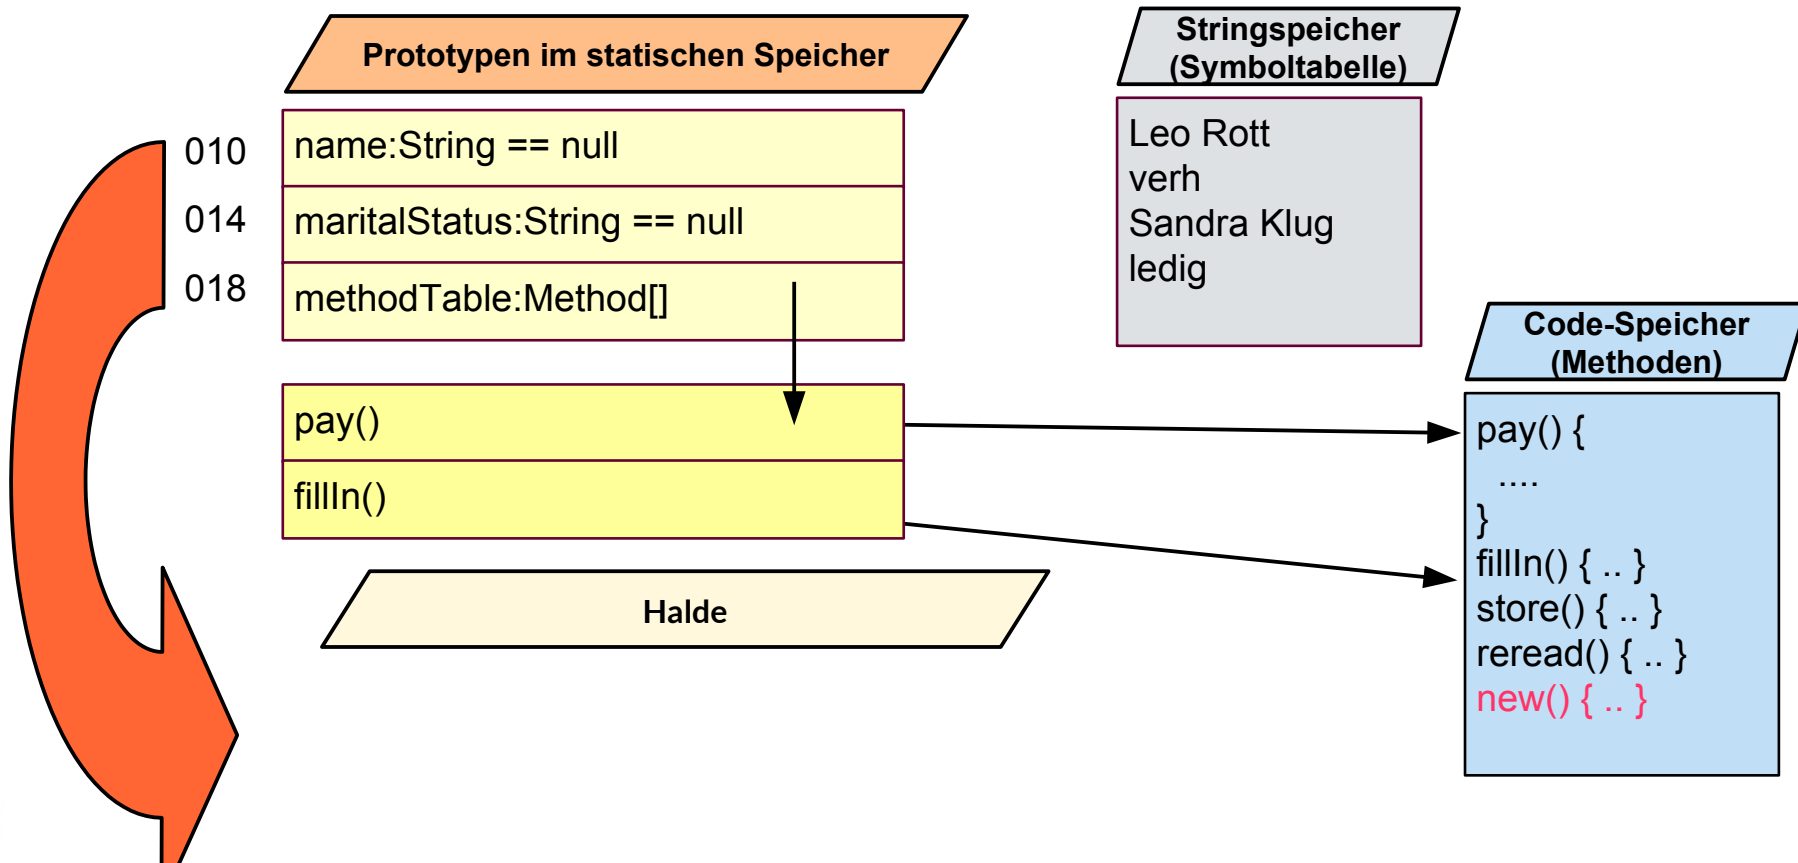 Prototypen im statischen Speicher
010
name:String == null
014
maritalStatus:String == null
018
methodTable:Method[]
pay()
fillIn()
Halde
Stringspeicher
(Symboltabelle)
Leo Rott
verh
Sandra Klug
ledig
Code-Speicher
(Methoden)
pay() {
....
}
fillIn() { .. }
store() { .. }
reread() { .. }
new() { .. }